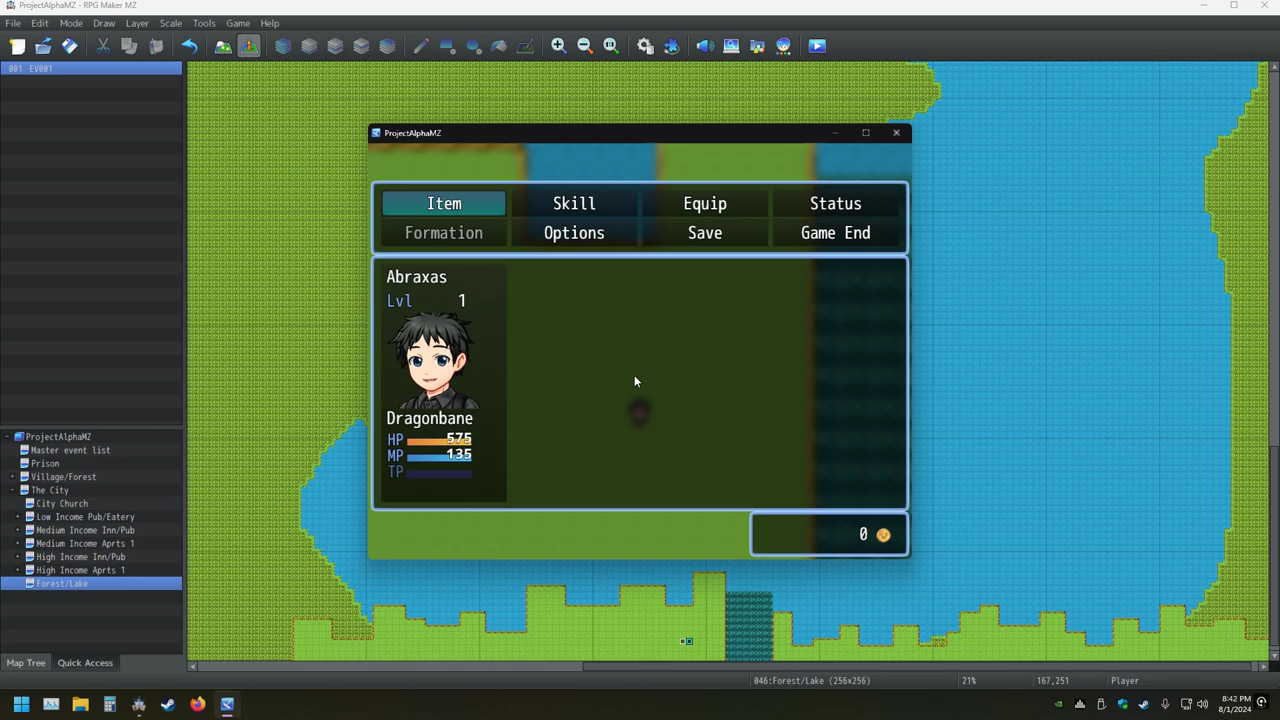 ProjectAlphaMZ - RPG Maker MZ
File Edit Mode Draw Layer Scale Tools Game Help
001 EV001
ProjectAlphaMZ
Item Skill Equip Status
Formation Options Save Game End
Abraxas
Lvl 1
Dragonbane
HP 575
MP 135
TP
0
ProjectAlphaMZ
Master event list
Prison
Village/Forest
The City
City Church
Low Income Pub/Eatery
Medium Income Inn/Pub
Medium Income Aprts 1
High Income Inn/Pub
High Income Aprts 1
Forest/lake
Map Tree Quick Access
046:Forest/Lake (256x256) 21% 167,251 Player
8:42 PM
8/1/2024